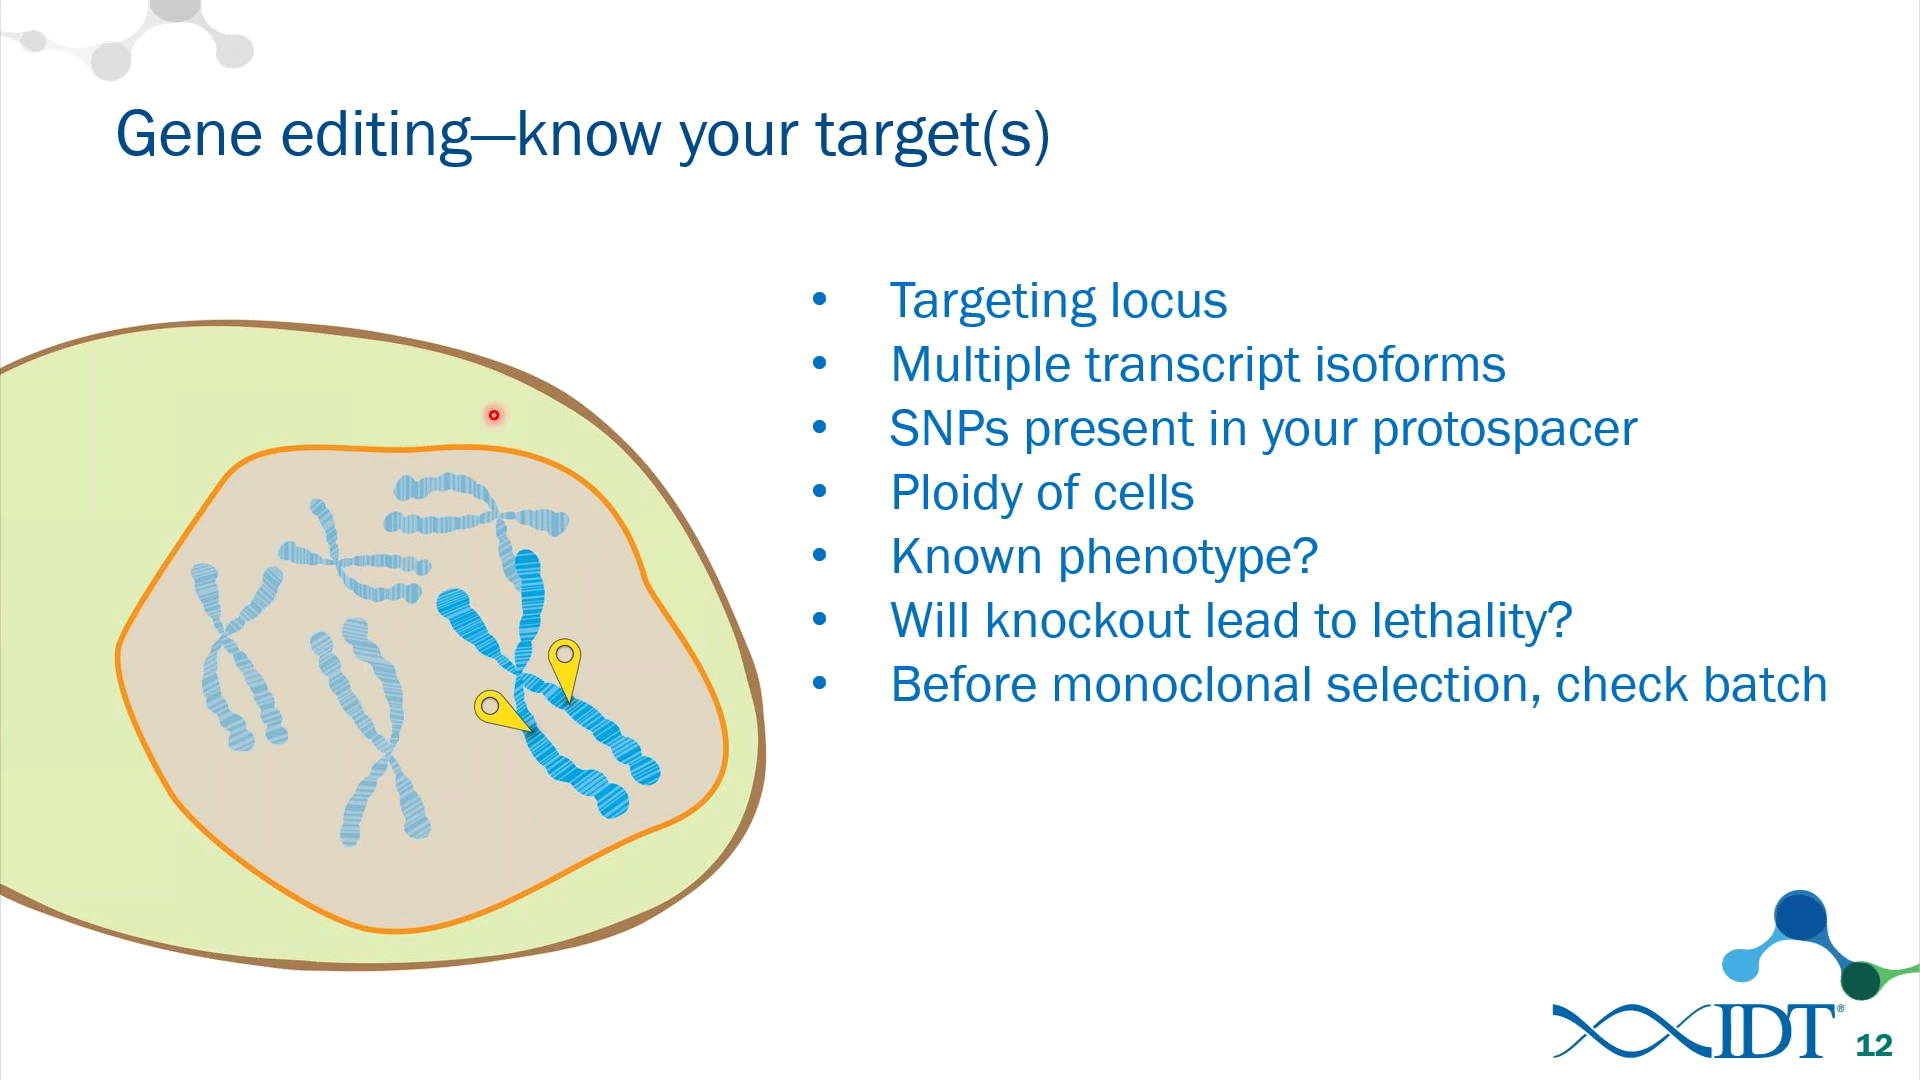 Gene editing—know your target(s)
• Targeting locus
• Multiple transcript isoforms
• SNPs present in your protospacer
• Ploidy of cells
• Known phenotype?
• Will knockout lead to lethality?
• Before monoclonal selection, check batch
IDT®
12